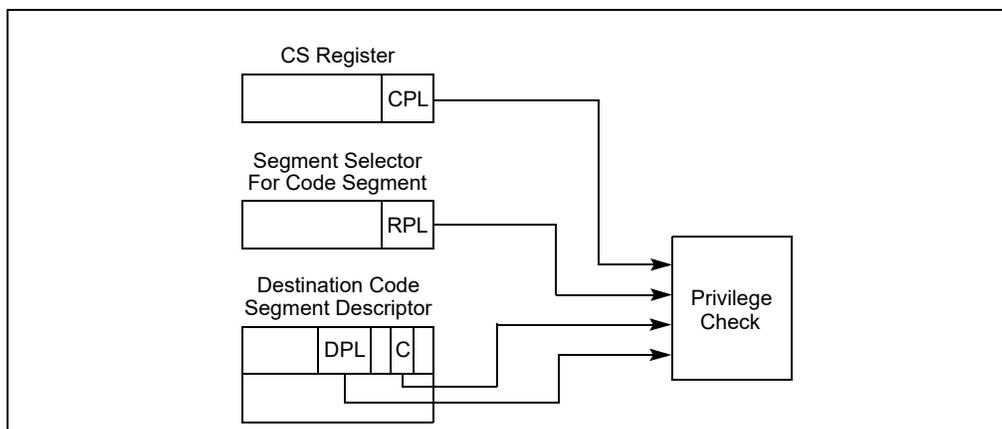 CS Register
CPL
Segment Selector
For Code Segment
RPL
Destination Code
Segment Descriptor
DPL
C
Privilege
Check